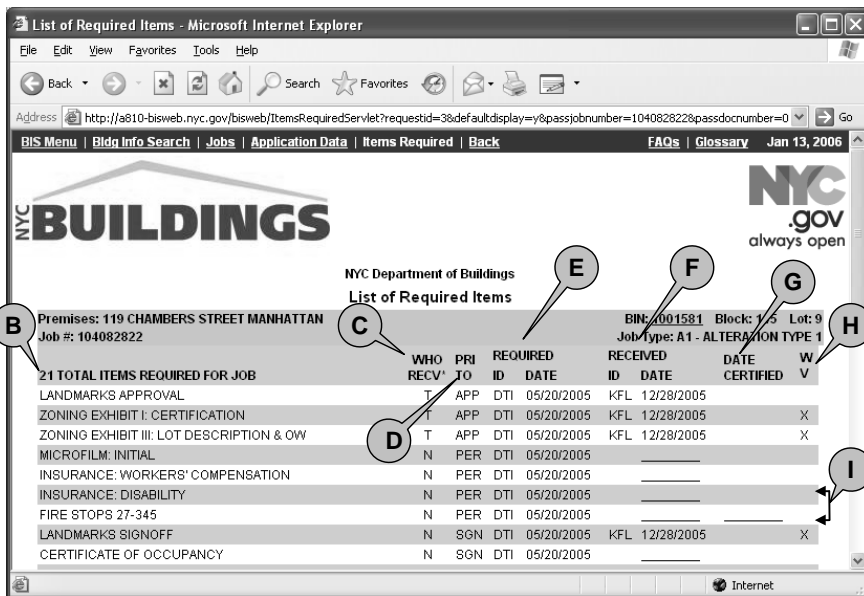 List of Required Items - Microsoft Internet Explorer
File Edit View Favorites Tools Help
Back Search Favorites
Address http://a810-bisweb.nyc.gov/bisweb/ItemsRequiredServlet?requestid=3&defaultdisplay=y&passjobnumber=104082822&passdocnumber=0 Go
BIS Menu | Bldg Info Search | Jobs | Application Data | Items Required | Back FAQs | Glossary Jan 13, 2006
NYC BUILDINGS
NYC .gov
always open
NYC Department of Buildings
List of Required Items
E F G
B C H
Premises: 119 CHAMBERS STREET MANHATTAN BIN: 1001581 Block: Lot: 9
Job #: 104082822 Job Type: A1 - ALTERATION TYPE 1
WHO PRI REQUIRED RECEIVED DATE W
21 TOTAL ITEMS REQUIRED FOR JOB RECV' TO ID DATE ID DATE CERTIFIED V
LANDMARKS APPROVAL T APP DTI 05/20/2005 KFL 12/28/2005
ZONING EXHIBIT I: CERTIFICATION T APP DTI 05/20/2005 KFL 12/28/2005 X
D
ZONING EXHIBIT III: LOT DESCRIPTION & OW T APP DTI 05/20/2005 KFL 12/28/2005 X
MICROFILM: INITIAL N PER DTI 05/20/2005
INSURANCE: WORKERS' COMPENSATION N PER DTI 05/20/2005
I
INSURANCE: DISABILITY N PER DTI 05/20/2005
FIRE STOPS 27-345 N PER DTI 05/20/2005
LANDMARKS SIGNOFF N SGN DTI 05/20/2005 KFL 12/28/2005 X
CERTIFICATE OF OCCUPANCY N SGN DTI 05/20/2005
Internet